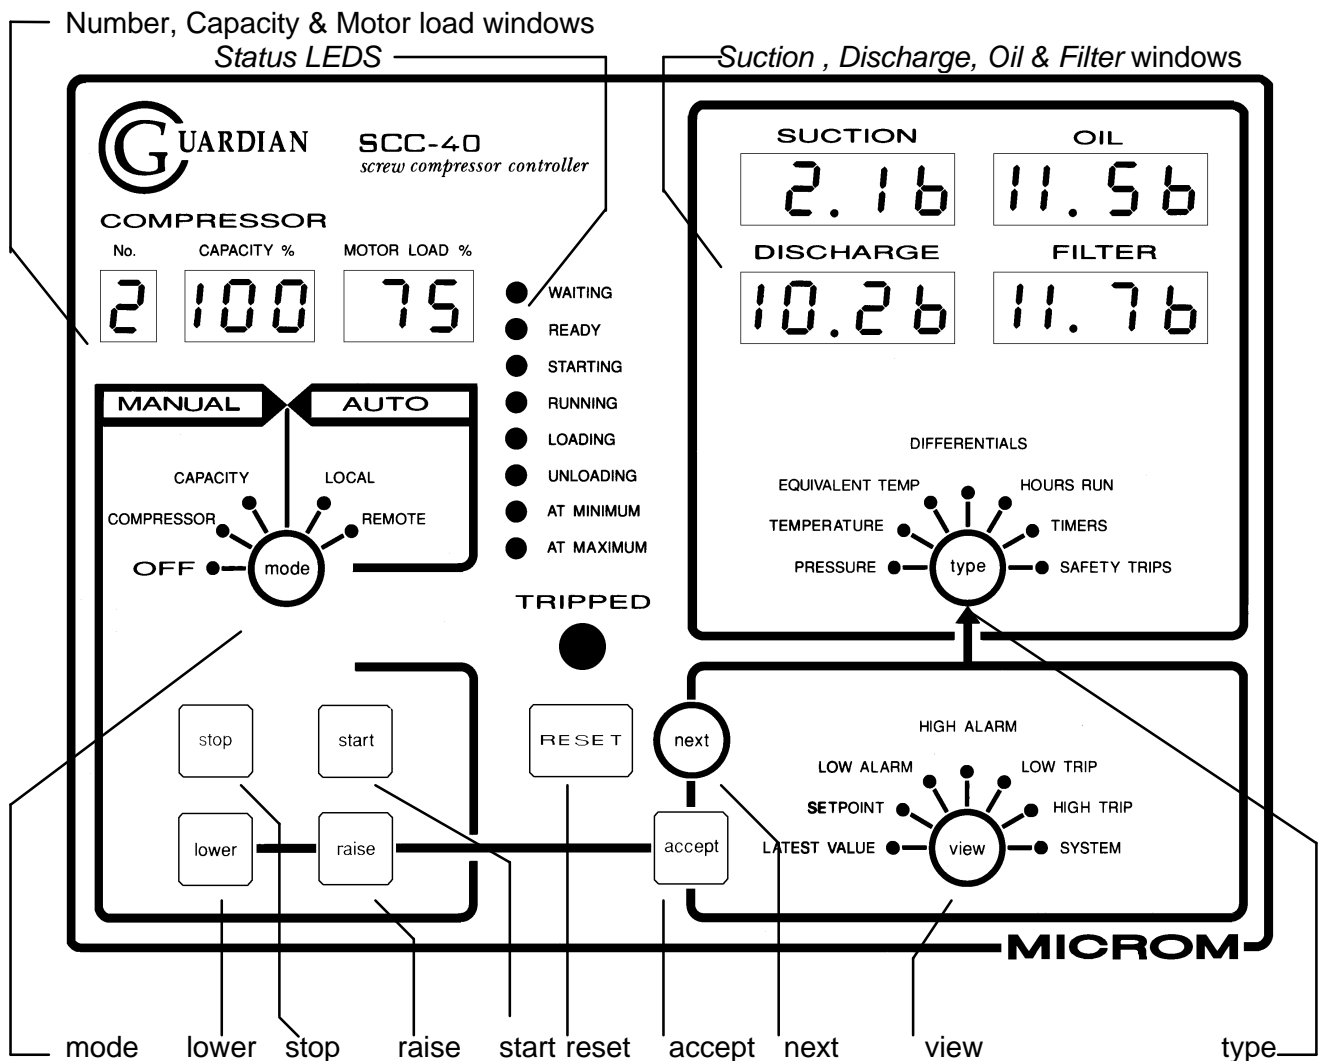 Number, Capacity & Motor load windows
Status LEDS
Suction , Discharge, Oil & Filter windows
GUARDIAN
SCC-40
screw compressor controller
SUCTION
OIL
2.1b
11.5b
COMPRESSOR
No.
CAPACITY %
MOTOR LOAD %
2
100
75
DISCHARGE
FILTER
10.2b
11.7b
WAITING
READY
STARTING
RUNNING
LOADING
UNLOADING
AT MINIMUM
AT MAXIMUM
MANUAL
AUTO
CAPACITY
LOCAL
COMPRESSOR
REMOTE
OFF
mode
DIFFERENTIALS
EQUIVALENT TEMP
HOURS RUN
TEMPERATURE
TIMERS
PRESSURE
type
SAFETY TRIPS
TRIPPED
stop
start
RESET
next
lower
raise
accept
HIGH ALARM
LOW ALARM
LOW TRIP
SETPOINT
HIGH TRIP
LATEST VALUE
view
SYSTEM
MICROM
mode lower stop raise start reset accept next view type